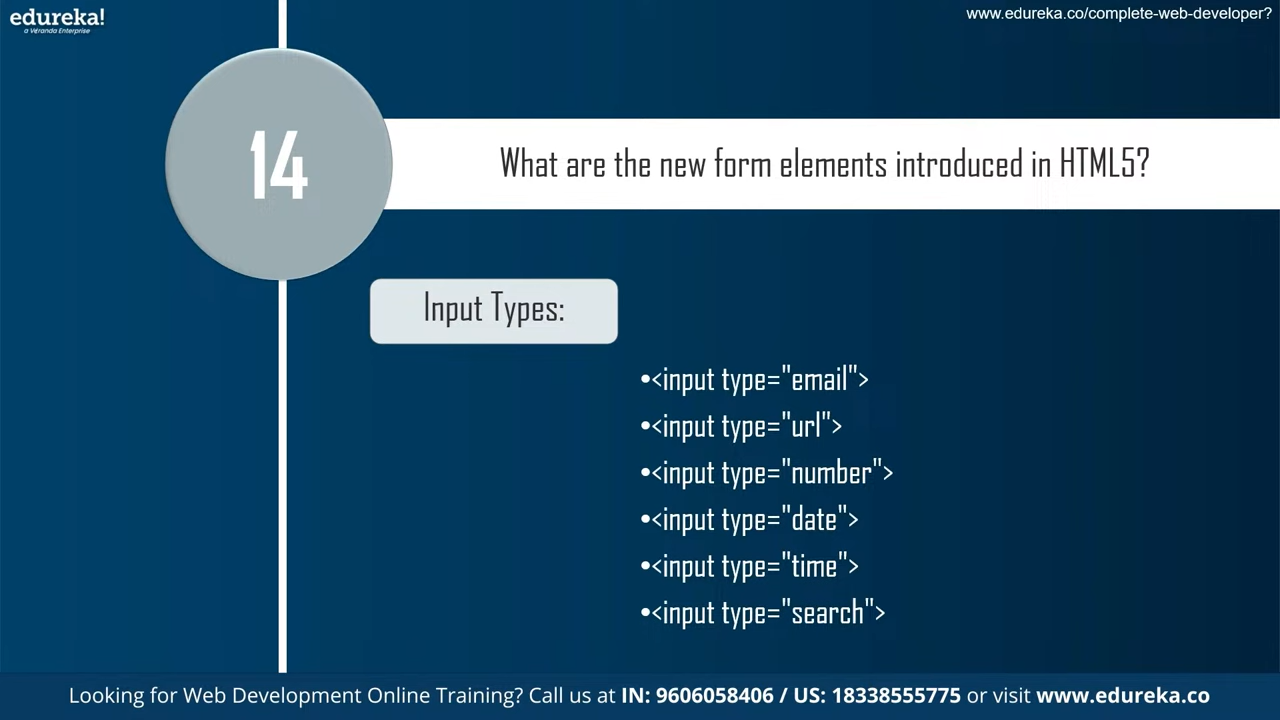 edureka!
a Veranda Enterprise
www.edureka.co/complete-web-developer?
14
What are the new form elements introduced in HTML5?
Input Types:
•<input type="email">
•<input type="url">
•<input type="number">
•<input type="date">
•<input type="time">
•<input type="search">
Looking for Web Development Online Training? Call us at IN: 9606058406 / US: 18338555775 or visit www.edureka.co